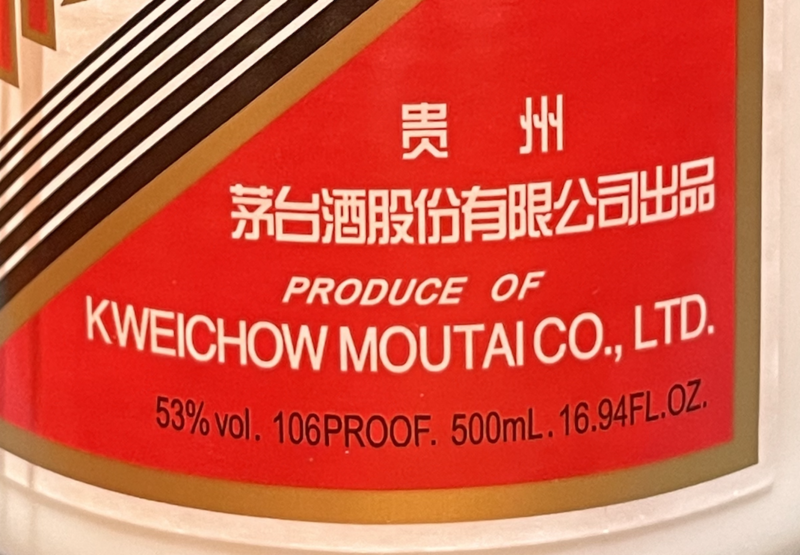 贵州
茅台酒股份有限公司出品
PRODUCE OF
KWEICHOW MOUTAI CO., LTD.
53% vol. 106PROOF. 500mL. 16.94FL.OZ.